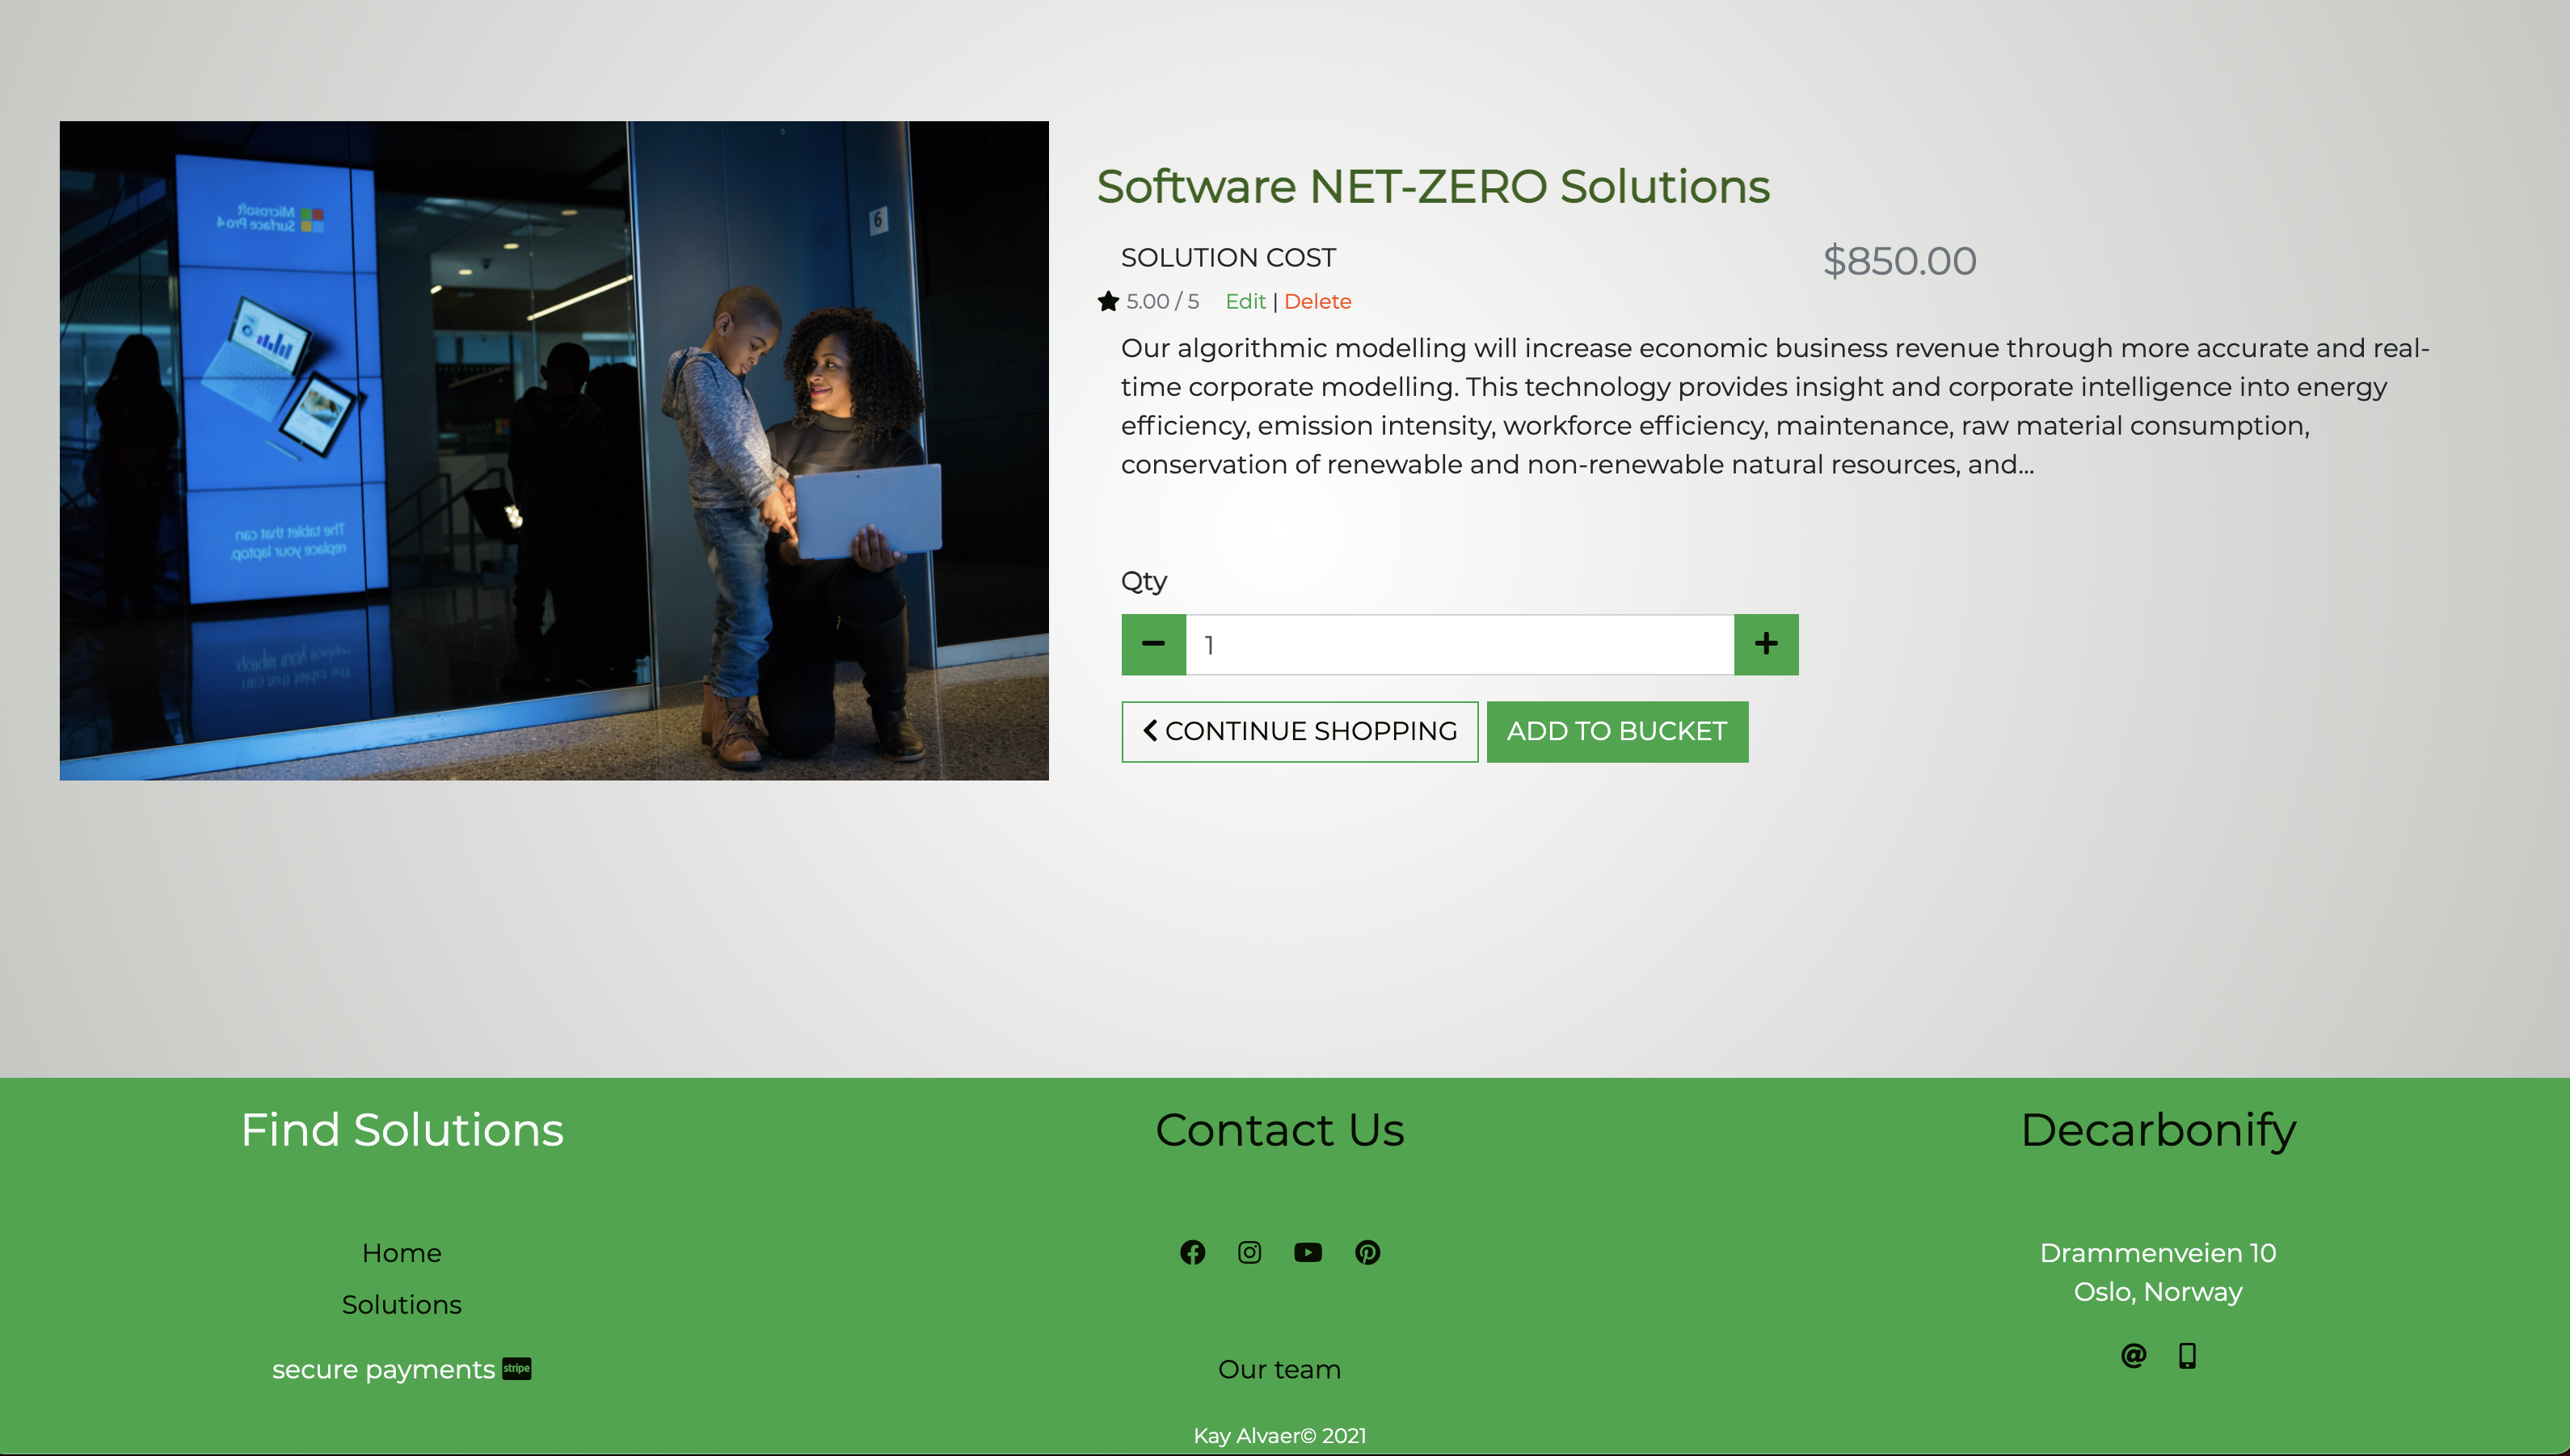 Microsoft
Surface Pro 4
6
The tablet that can
replace your laptop.
Software NET-ZERO Solutions
SOLUTION COST
$850.00
5.00 / 5 Edit | Delete
Our algorithmic modelling will increase economic business revenue through more accurate and real-
time corporate modelling. This technology provides insight and corporate intelligence into energy
efficiency, emission intensity, workforce efficiency, maintenance, raw material consumption,
conservation of renewable and non-renewable natural resources, and...
Qty
1
CONTINUE SHOPPING
ADD TO BUCKET
Find Solutions
Home
Solutions
secure payments stripe
Contact Us
Our team
Kay Alvaer© 2021
Decarbonify
Drammenveien 10
Oslo, Norway